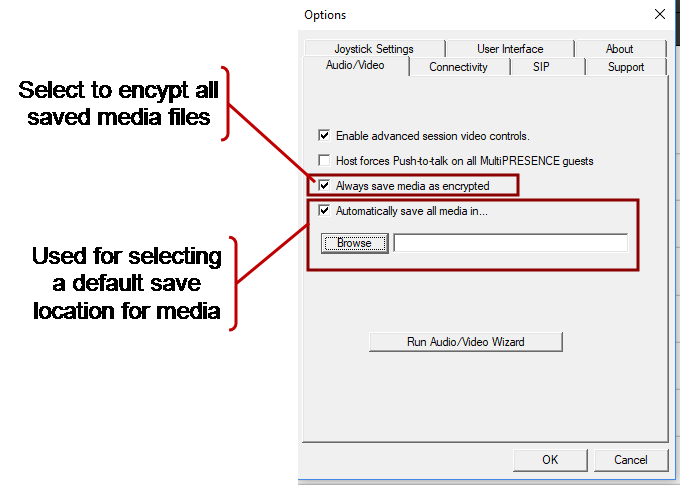 Options
Joystick Settings
User Interface
About
Audio/Video
Connectivity
SIP
Support
Select to encypt all
saved media files
Enable advanced session video controls.
Host forces Push-to-talk on all MultiPRESENCE guests
Always save media as encrypted
Automatically save all media in...
Browse
Used for selecting
a default save
location for media
Run Audio/Video Wizard
OK
Cancel